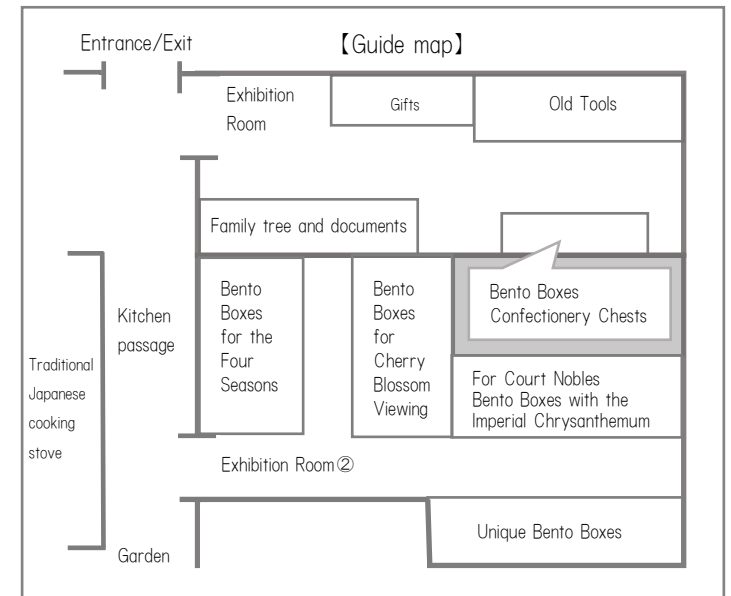 Entrance/Exit
【Guide map】
Exhibition
Room
Gifts
Old Tools
Family tree and documents
Bento
Boxes
for the
Four
Seasons
Bento
Boxes
for
Cherry
Blossom
Viewing
Bento Boxes
Confectionery Chests
Kitchen
passage
Traditional
Japanese
cooking
stove
For Court Nobles
Bento Boxes with the
Imperial Chrysanthemum
Exhibition Room②
Unique Bento Boxes
Garden